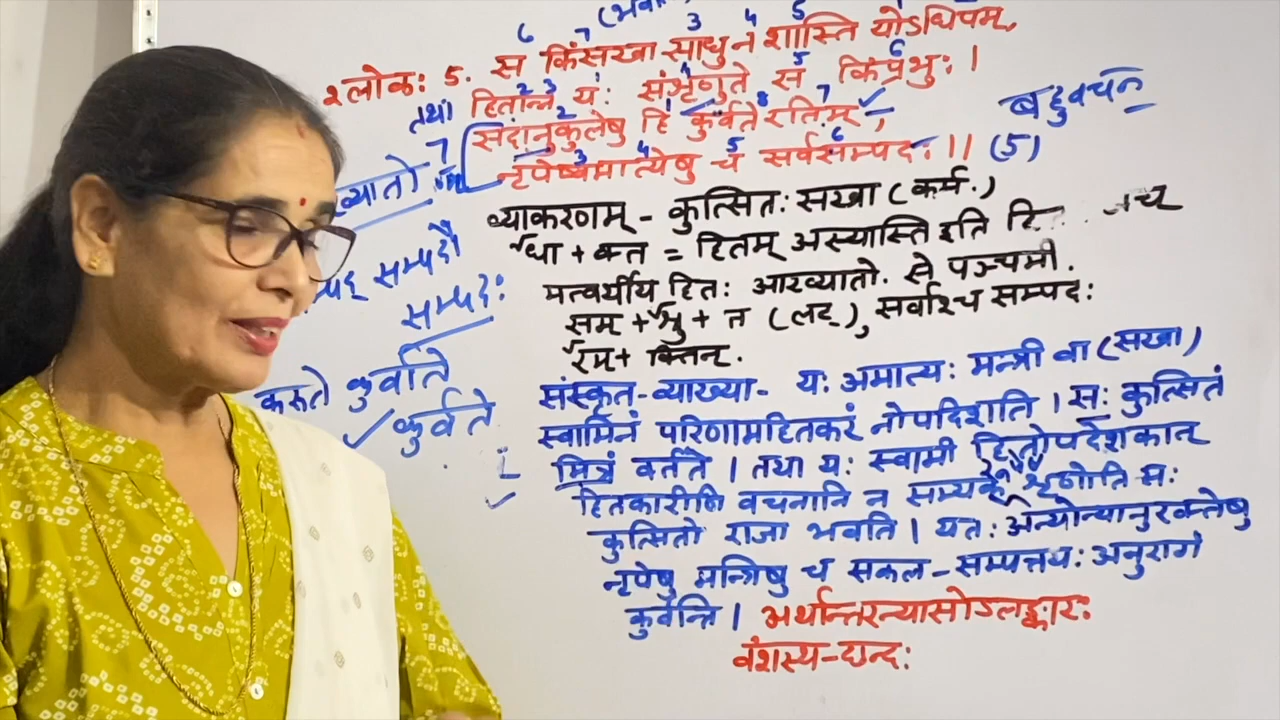 श्लोक: 5. स किंसखा साधु न शास्ति योऽधिपम्,
हितान्न यः संशृणुते स किंप्रभुः ।
सदानुकूलेषु हि कुर्वते रतिम्,
नृपेष्वमात्येषु च सर्वसम्पदः ।। (5)
बहुवचन
तथा
व्याकरणम् - कुत्सितः सखा (कर्म.)
धा + क्त = हितम् अस्यास्ति इति
मत्वर्थीय हितः आख्यातो. से पञ्चमी.
सम् + श्रु + त (लट्), सर्वाश्च सम्पदः
रम् + क्तिन्.
सम्पदौ
सम्पदः
कुरुते कुर्वाते
कुर्वते
संस्कृत-व्याख्या- यः अमात्यः मन्त्री वा (सखा)
स्वामिनं परिणामहितकरं नोपदिशति । सः कुत्सितं
मित्रं वर्तते । तथा यः स्वामी हितोपदेशकात्
हितकारीणि वचनानि न सम्यक् शृणोति सः
कुत्सितो राजा भवति । यतः अन्योन्यानुरक्तेषु
नृपेषु मन्त्रिषु च सकल-सम्पत्तयः अनुरागं
कुर्वन्ति । अर्थान्तरन्यासोऽलङ्कारः
वंशस्थ-छन्दः